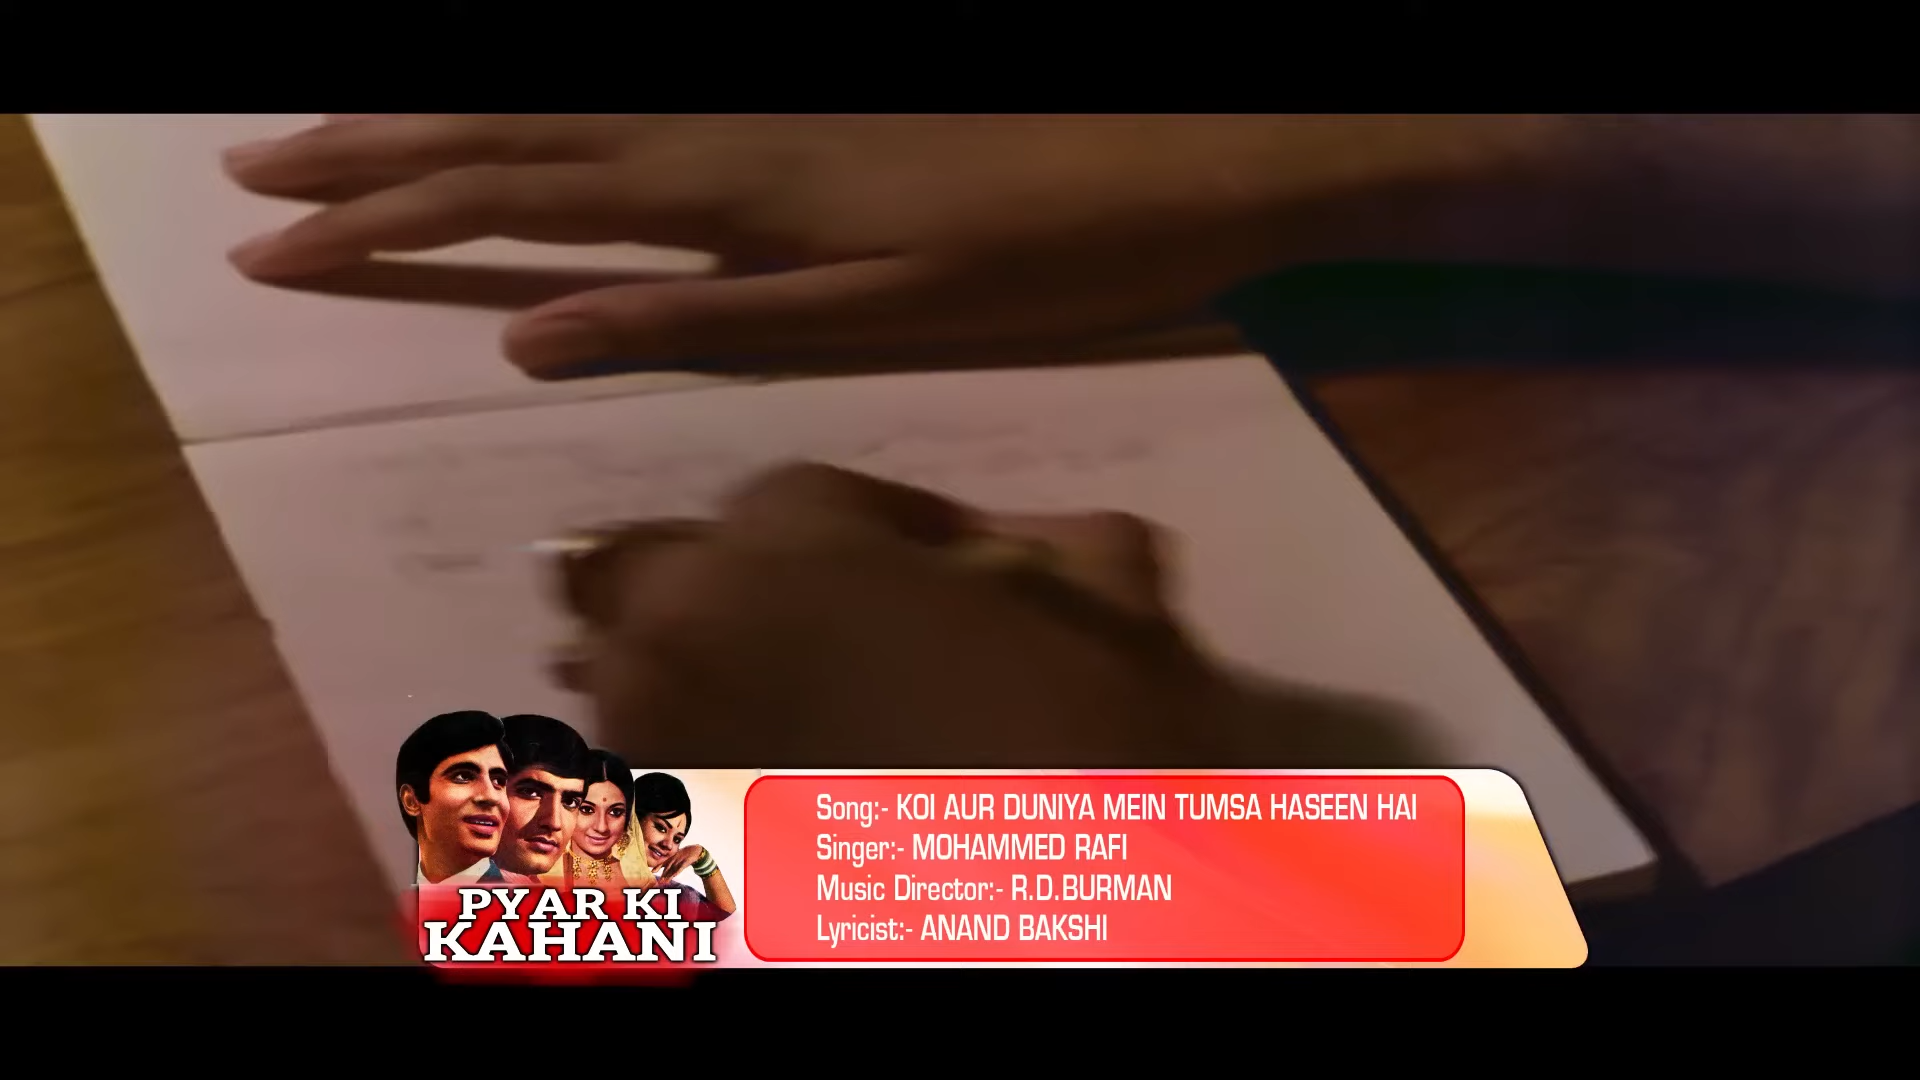 PYAR KI
KAHANI
Song:- KOI AUR DUNIYA MEIN TUMSA HASEEN HAI
Singer:- MOHAMMED RAFI
Music Director:- R.D.BURMAN
Lyricist:- ANAND BAKSHI